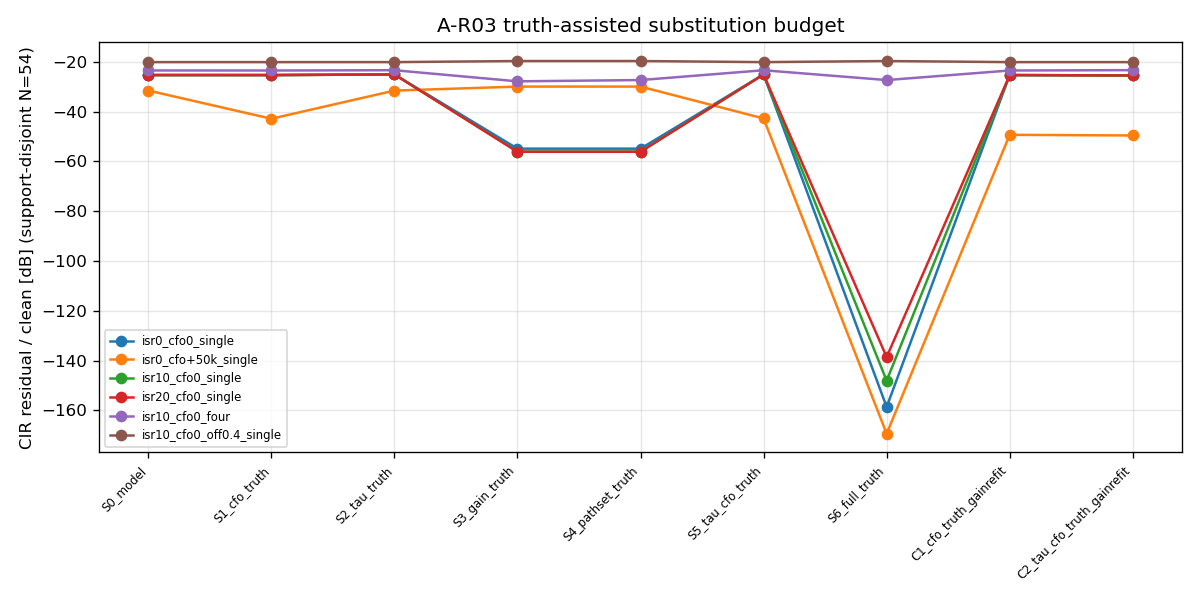 A-R03 truth-assisted substitution budget
CIR residual / clean [dB] (support-disjoint N=54)
−20
−40
−60
−80
−100
−120
−140
−160
isr0_cfo0_single
isr0_cfo+50k_single
isr10_cfo0_single
isr20_cfo0_single
isr10_cfo0_four
isr10_cfo0_off0.4_single
S0_model
S1_cfo_truth
S2_tau_truth
S3_gain_truth
S4_pathset_truth
S5_tau_cfo_truth
S6_full_truth
C1_cfo_truth_gainrefit
C2_tau_cfo_truth_gainrefit